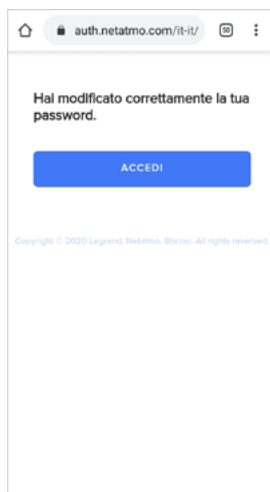 auth.netatmo.com/it-it/
50
Hai modificato correttamente la tua
password.
ACCEDI
Copyright © 2020 Legrand, Netatmo, Bticino. All rights reserved.